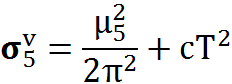 σ₅ᵛ = μ₅² / 2π² + cT²